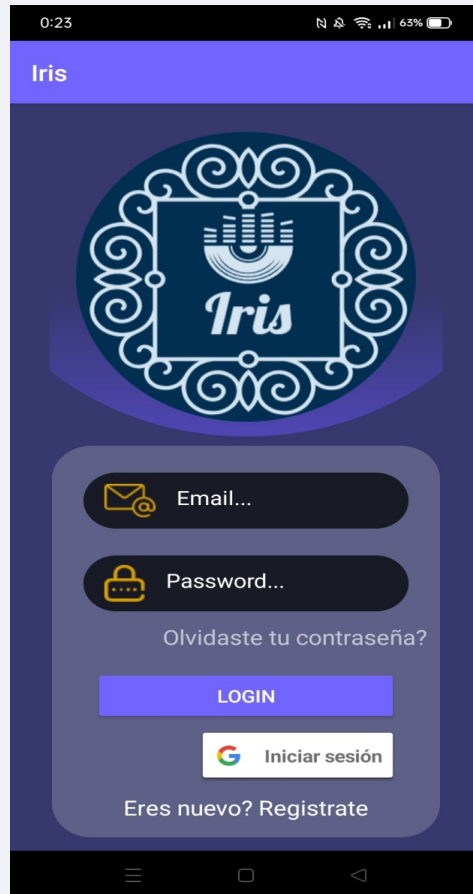 0:23 63%
Iris
Iris
Email...
Password...
Olvidaste tu contraseña?
LOGIN
Iniciar sesión
Eres nuevo? Registrate